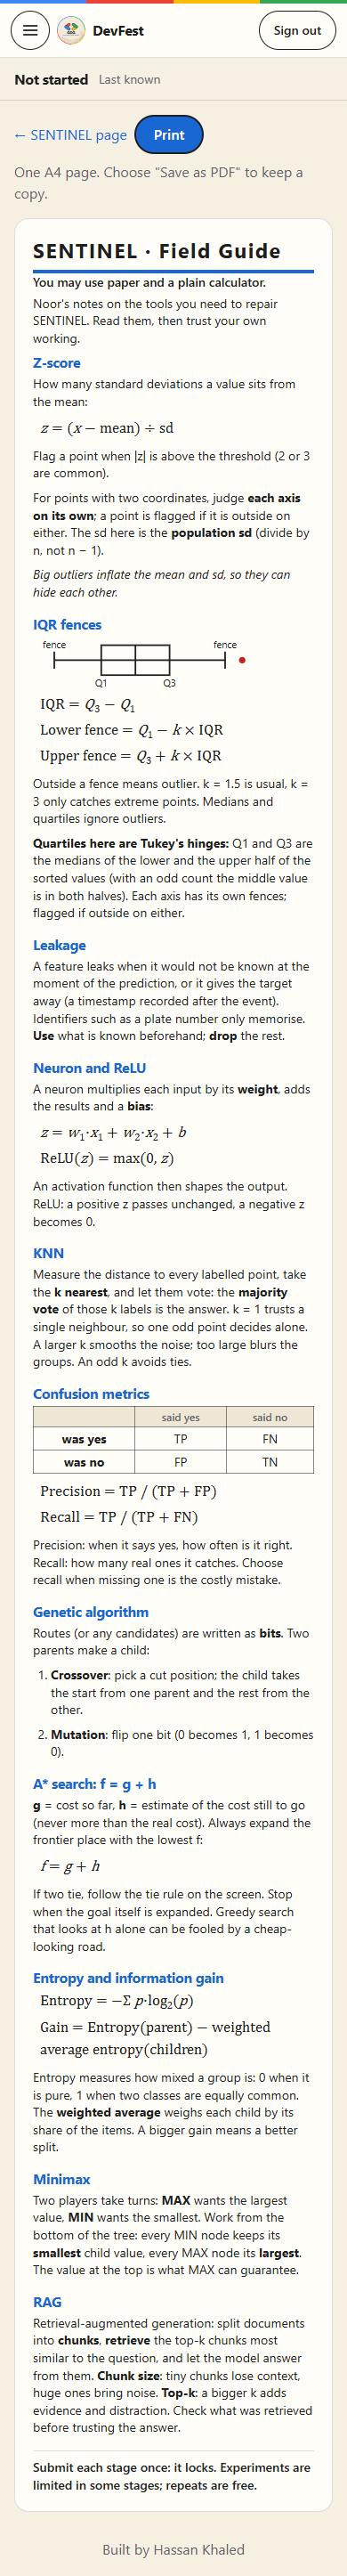 DevFest
Sign out
Not started Last known
← SENTINEL page
Print
One A4 page. Choose "Save as PDF" to keep a
copy.
SENTINEL · Field Guide
You may use paper and a plain calculator.
Noor's notes on the tools you need to repair
SENTINEL. Read them, then trust your own
working.
Z-score
How many standard deviations a value sits from
the mean:
z = (x − mean) ÷ sd
Flag a point when |z| is above the threshold (2 or 3
are common).
For points with two coordinates, judge each axis
on its own; a point is flagged if it is outside on
either. The sd here is the population sd (divide by
n, not n − 1).
Big outliers inflate the mean and sd, so they can
hide each other.
IQR fences
fence fence
Q1 Q3
IQR = Q₃ − Q₁
Lower fence = Q₁ − k × IQR
Upper fence = Q₃ + k × IQR
Outside a fence means outlier. k = 1.5 is usual, k =
3 only catches extreme points. Medians and
quartiles ignore outliers.
Quartiles here are Tukey's hinges: Q1 and Q3 are
the medians of the lower and the upper half of the
sorted values (with an odd count the middle value
is in both halves). Each axis has its own fences;
flagged if outside on either.
Leakage
A feature leaks when it would not be known at the
moment of the prediction, or it gives the target
away (a timestamp recorded after the event).
Identifiers such as a plate number only memorise.
Use what is known beforehand; drop the rest.
Neuron and ReLU
A neuron multiplies each input by its weight, adds
the results and a bias:
z = w₁·x₁ + w₂·x₂ + b
ReLU(z) = max(0, z)
An activation function then shapes the output.
ReLU: a positive z passes unchanged, a negative z
becomes 0.
KNN
Measure the distance to every labelled point, take
the k nearest, and let them vote: the majority
vote of those k labels is the answer. k = 1 trusts a
single neighbour, so one odd point decides alone.
A larger k smooths the noise; too large blurs the
groups. An odd k avoids ties.
Confusion metrics
said yes said no
was yes TP FN
was no FP TN
Precision = TP / (TP + FP)
Recall = TP / (TP + FN)
Precision: when it says yes, how often is it right.
Recall: how many real ones it catches. Choose
recall when missing one is the costly mistake.
Genetic algorithm
Routes (or any candidates) are written as bits. Two
parents make a child:
1. Crossover: pick a cut position; the child takes
the start from one parent and the rest from the
other.
2. Mutation: flip one bit (0 becomes 1, 1 becomes
0).
A* search: f = g + h
g = cost so far, h = estimate of the cost still to go
(never more than the real cost). Always expand the
frontier place with the lowest f:
f = g + h
If two tie, follow the tie rule on the screen. Stop
when the goal itself is expanded. Greedy search
that looks at h alone can be fooled by a cheap-
looking road.
Entropy and information gain
Entropy = −Σ p·log₂(p)
Gain = Entropy(parent) − weighted
average entropy(children)
Entropy measures how mixed a group is: 0 when it
is pure, 1 when two classes are equally common.
The weighted average weighs each child by its
share of the items. A bigger gain means a better
split.
Minimax
Two players take turns: MAX wants the largest
value, MIN wants the smallest. Work from the
bottom of the tree: every MIN node keeps its
smallest child value, every MAX node its largest.
The value at the top is what MAX can guarantee.
RAG
Retrieval-augmented generation: split documents
into chunks, retrieve the top-k chunks most
similar to the question, and let the model answer
from them. Chunk size: tiny chunks lose context,
huge ones bring noise. Top-k: a bigger k adds
evidence and distraction. Check what was retrieved
before trusting the answer.
Submit each stage once: it locks. Experiments are
limited in some stages; repeats are free.
Built by Hassan Khaled